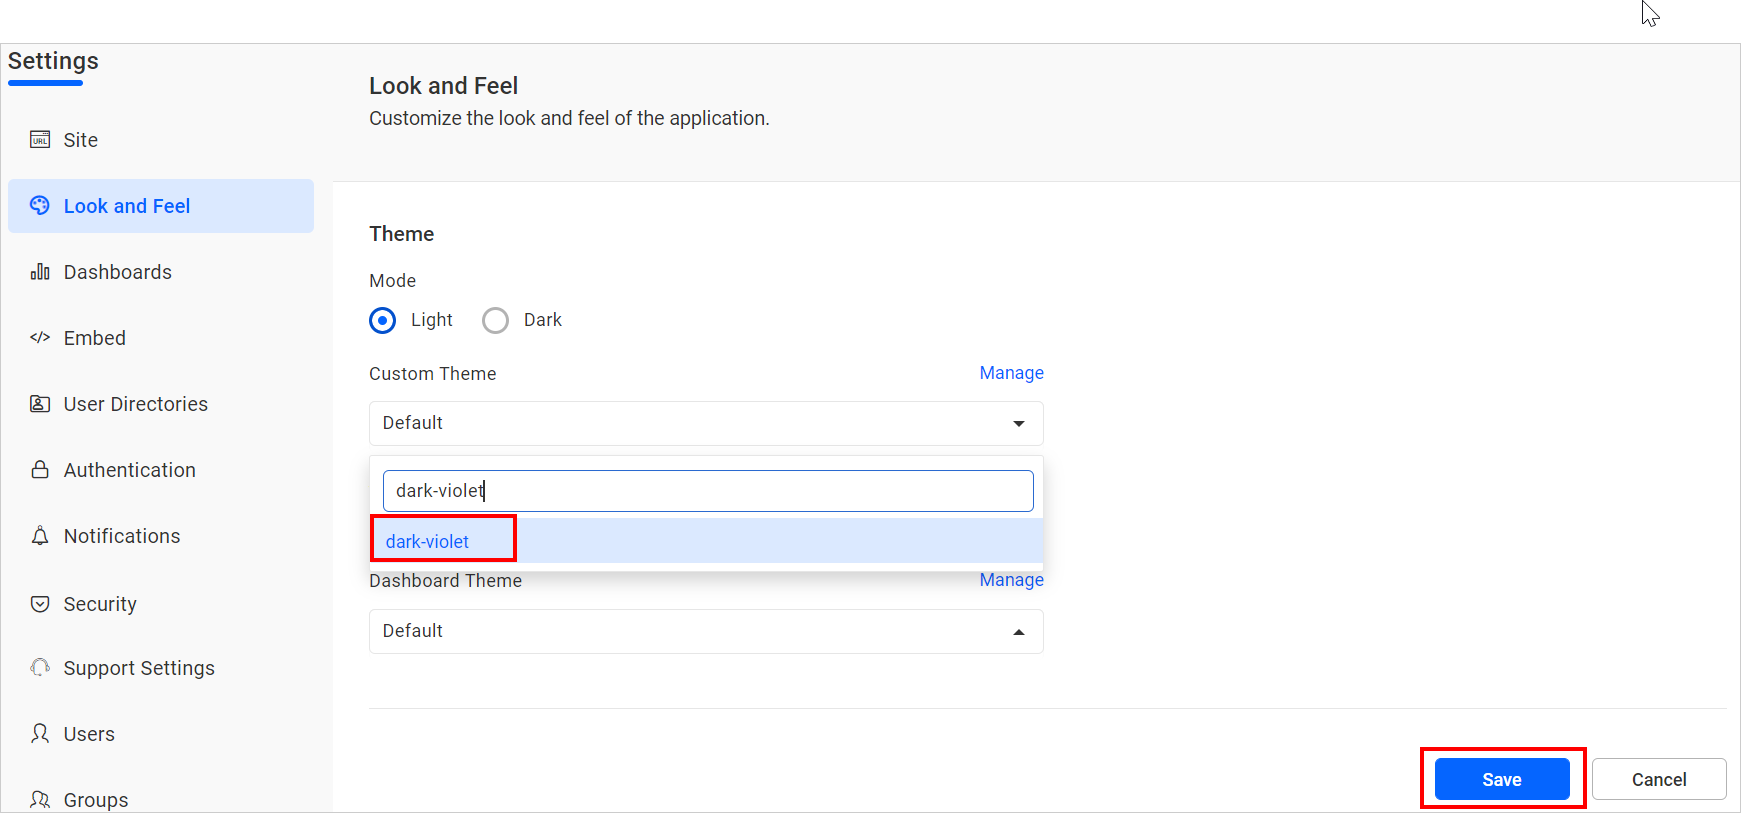 Settings
URL
Site
Look and Feel
Dashboards
Embed
User Directories
Authentication
Notifications
Security
Support Settings
Users
Groups
Look and Feel
Customize the look and feel of the application.
Theme
Mode
Light Dark
Custom Theme Manage
Default
dark-violet
dark-violet
Dashboard Theme Manage
Default
Save Cancel